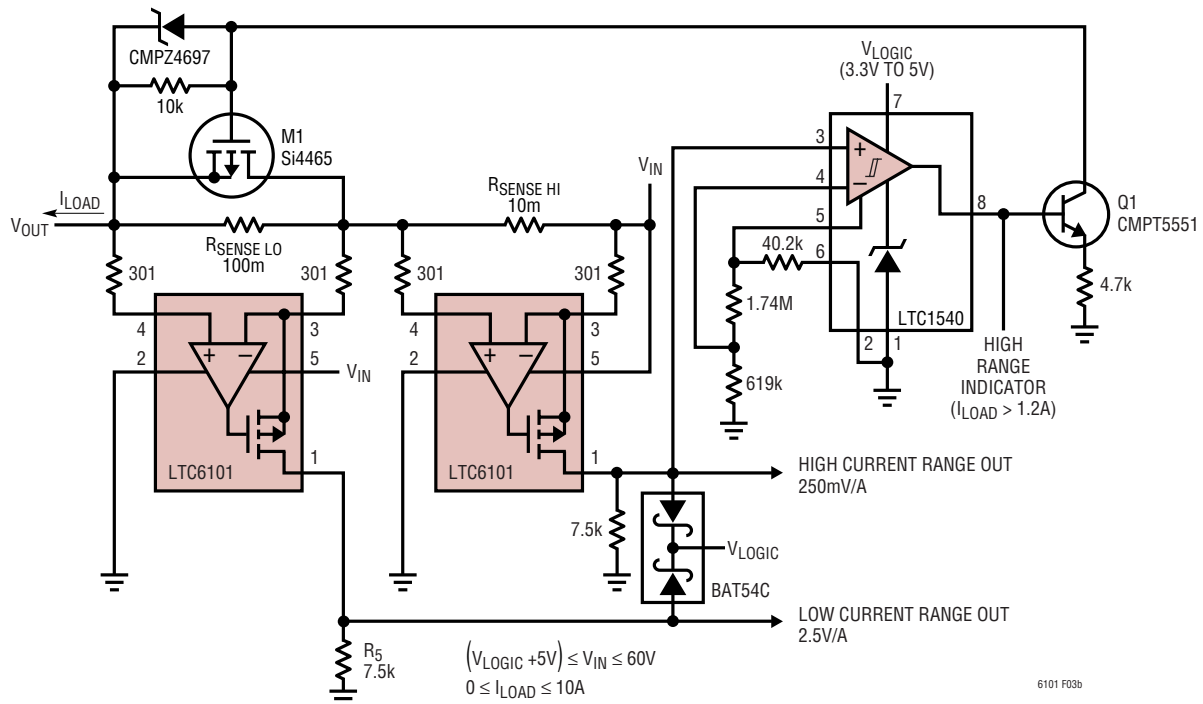 CMPZ4697
10k
M1
Si4465
VLOGIC
(3.3V TO 5V)
7
3
4
5
6
8
2
1
40.2k
1.74M
619k
LTC1540
Q1
CMPT5551
4.7k
HIGH
RANGE
INDICATOR
(ILOAD > 1.2A)
VIN
ILOAD
VOUT
RSENSE LO
100m
RSENSE HI
10m
301
301
301
301
4
3
2
5
VIN
1
LTC6101
4
3
2
5
1
LTC6101
+ −
+ −
+
−
HIGH CURRENT RANGE OUT
250mV/A
7.5k
VLOGIC
BAT54C
LOW CURRENT RANGE OUT
2.5V/A
R5
7.5k
(VLOGIC +5V) ≤ VIN ≤ 60V
0 ≤ ILOAD ≤ 10A
6101 F03b